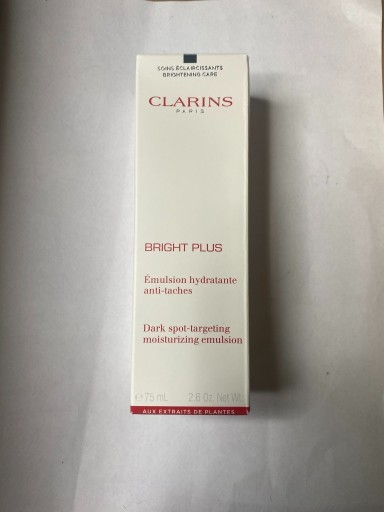 SOINS ÉCLAIRCISSANTS
BRIGHTENING CARE
CLARINS
PARIS
BRIGHT PLUS
Émulsion hydratante
anti-taches
Dark spot-targeting
moisturizing emulsion
℮ 75 mL 2.6 Oz. Net Wt.
AUX EXTRAITS DE PLANTES